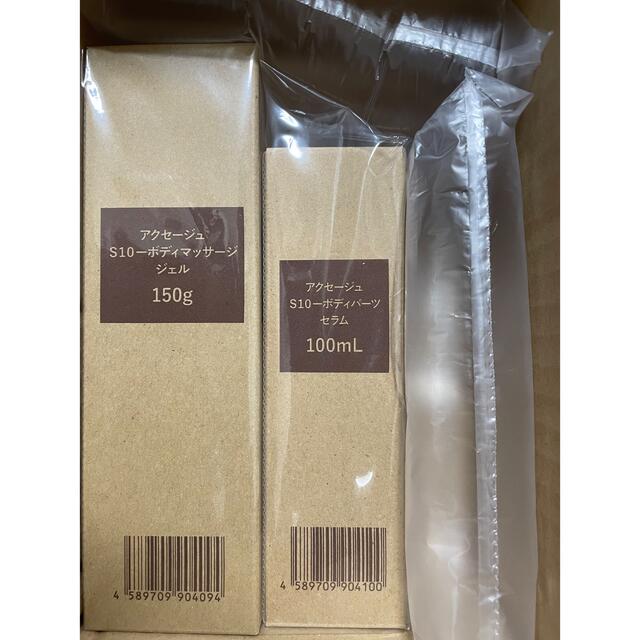 アクセージュ
S10ーボディマッサージ
ジェル
150g
4 589709 904094
アクセージュ
S10ーボディパーツ
セラム
100mL
4 589709 904100